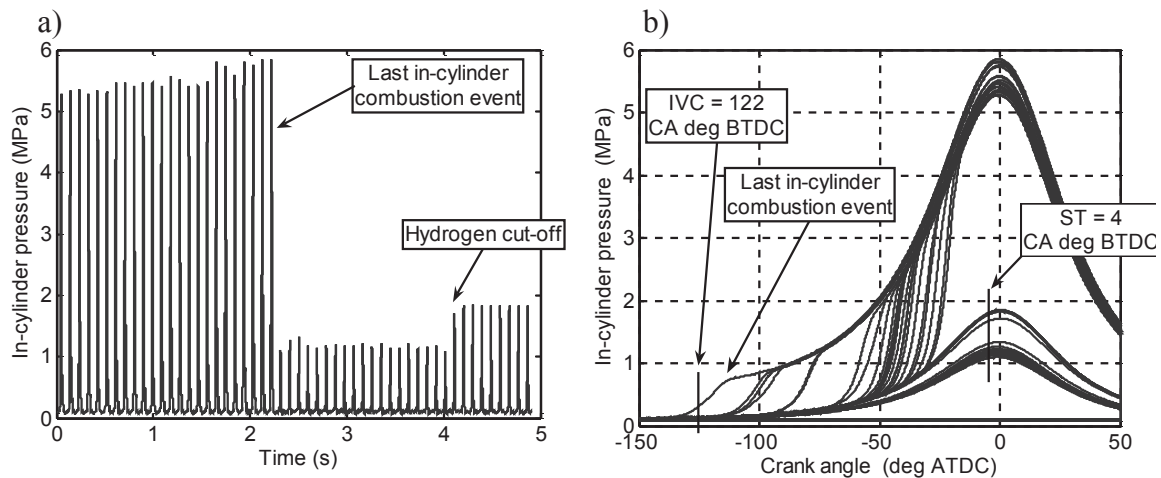 a)
In-cylinder pressure (MPa)
6
5
4
3
2
1
0
0 1 2 3 4 5
Time (s)
Last in-cylinder
combustion event
Hydrogen cut-off
b)
In-cylinder pressure (MPa)
6
5
4
3
2
1
0
-150 -100 -50 0 50
Crank angle (deg ATDC)
IVC = 122
CA deg BTDC
Last in-cylinder
combustion event
ST = 4
CA deg BTDC